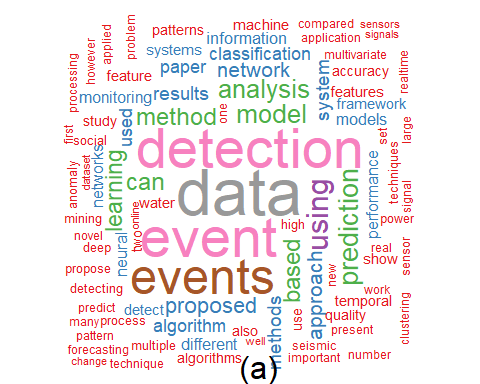 patterns machine compared sensors
problem information application signals
applied systems classification multivariate
however feature paper network accuracy realtime
processing monitoring results analysis system features
framework
study used method one model models set large
first social
anomaly dataset networks learning can detection performance techniques
mining water data using prediction signal
novel two online power
deep neural event high real
propose based approach show sensor
detecting events new
predict detect proposed methods use temporal work
many process algorithm also quality clustering
pattern well present
forecasting multiple different seismic
change technique algorithms important number
(a)